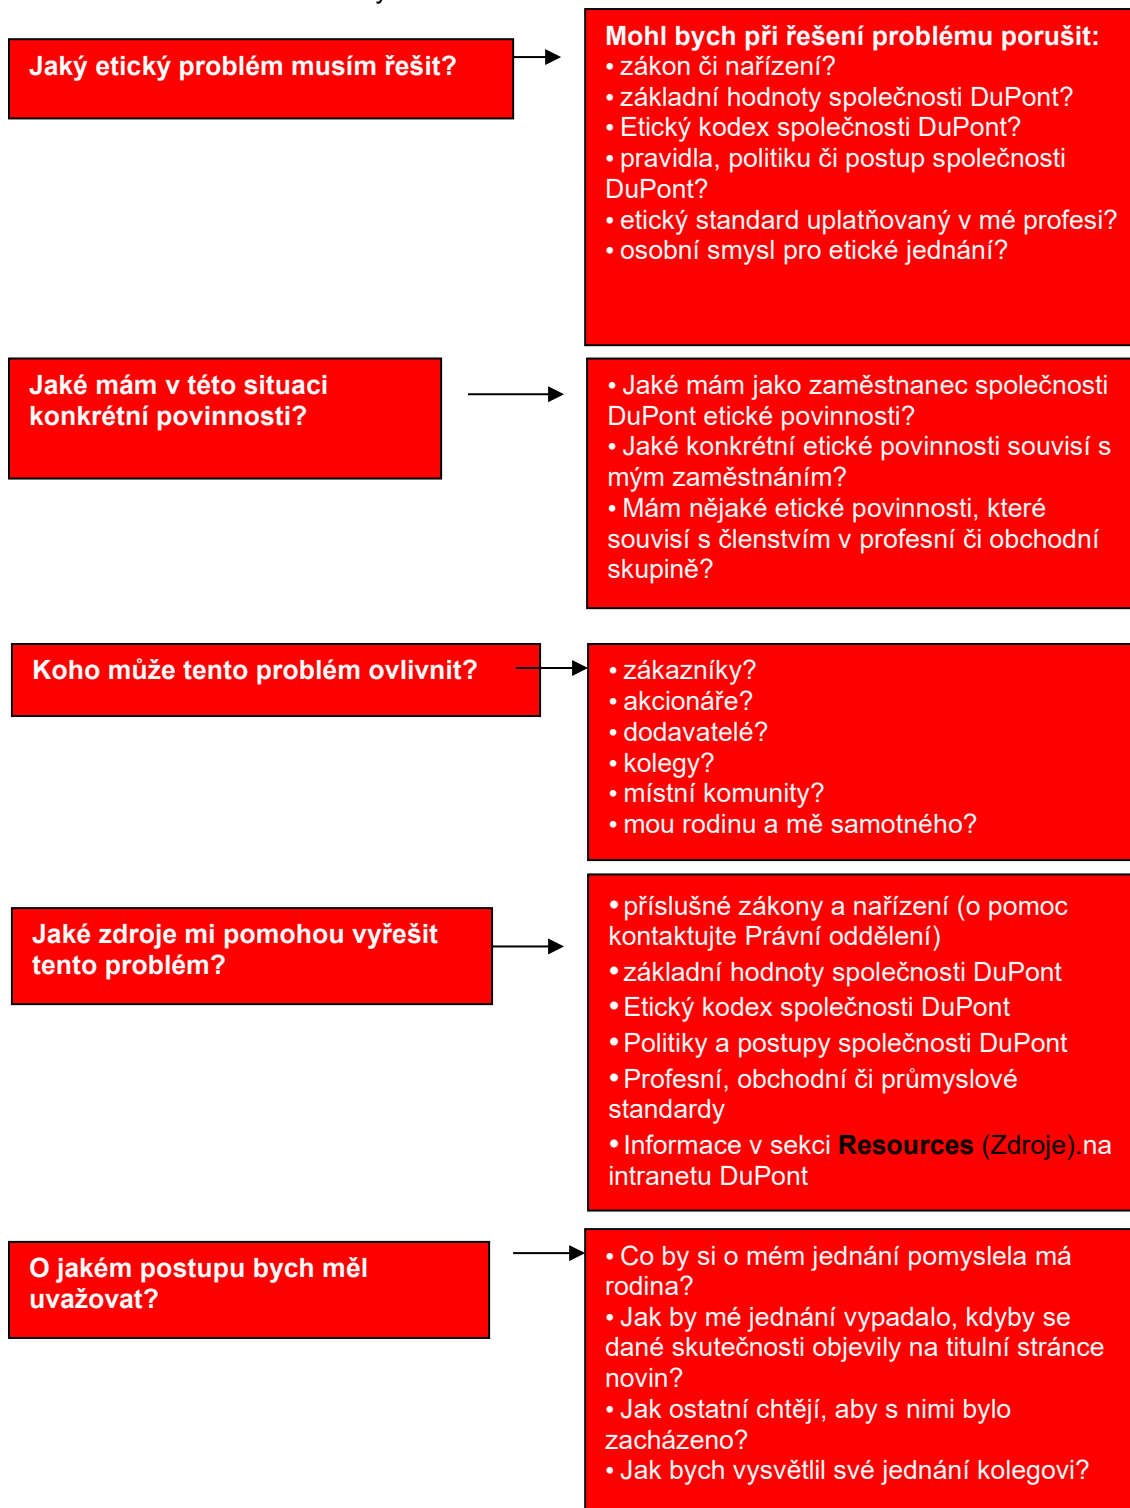 Jaký etický problém musím řešit?
Mohl bych při řešení problému porušit:
• zákon či nařízení?
• základní hodnoty společnosti DuPont?
• Etický kodex společnosti DuPont?
• pravidla, politiku či postup společnosti
DuPont?
• etický standard uplatňovaný v mé profesi?
• osobní smysl pro etické jednání?
Jaké mám v této situaci
konkrétní povinnosti?
• Jaké mám jako zaměstnanec společnosti
DuPont etické povinnosti?
• Jaké konkrétní etické povinnosti souvisí s
mým zaměstnáním?
• Mám nějaké etické povinnosti, které
souvisí s členstvím v profesní či obchodní
skupině?
Koho může tento problém ovlivnit?
• zákazníky?
• akcionáře?
• dodavatelé?
• kolegy?
• místní komunity?
• mou rodinu a mě samotného?
Jaké zdroje mi pomohou vyřešit
tento problém?
• příslušné zákony a nařízení (o pomoc
kontaktujte Právní oddělení)
• základní hodnoty společnosti DuPont
• Etický kodex společnosti DuPont
• Politiky a postupy společnosti DuPont
• Profesní, obchodní či průmyslové
standardy
• Informace v sekci Resources (Zdroje).na
intranetu DuPont
O jakém postupu bych měl
uvažovat?
• Co by si o mém jednání pomyslela má
rodina?
• Jak by mé jednání vypadalo, kdyby se
dané skutečnosti objevily na titulní stránce
novin?
• Jak ostatní chtějí, aby s nimi bylo
zacházeno?
• Jak bych vysvětlil své jednání kolegovi?